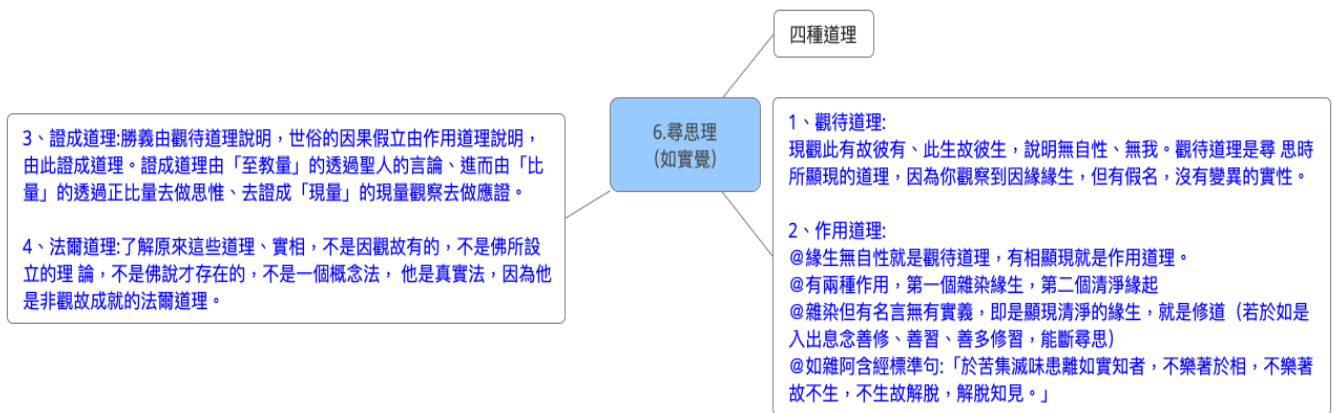 四種道理
6.尋思理
(如實覺)
1、觀待道理:
現觀此有故彼有、此生故彼生，說明無自性、無我。觀待道理是尋 思時
所顯現的道理，因為你觀察到因緣緣生，但有假名，沒有變異的實性。
2、作用道理:
@緣生無自性就是觀待道理，有相顯現就是作用道理。
@有兩種作用，第一個雜染緣生，第二個清淨緣起
@雜染但有名言無有實義，即是顯現清淨的緣生，就是修道（若於如是
入出息念善修、善習、善多修習，能斷尋思）
@如雜阿含經標準句:「於苦集滅味患離如實知者，不樂著於相，不樂著
故不生，不生故解脫，解脫知見。」
3、證成道理:勝義由觀待道理說明，世俗的因果假立由作用道理說明，
由此證成道理。證成道理由「至教量」的透過聖人的言論、進而由「比
量」的透過正比量去做思惟、去證成「現量」的現量觀察去做應證。
4、法爾道理:了解原來這些道理、實相，不是因觀故有的，不是佛所設
立的理 論，不是佛說才存在的，不是一個概念法， 他是真實法，因為他
是非觀故成就的法爾道理。